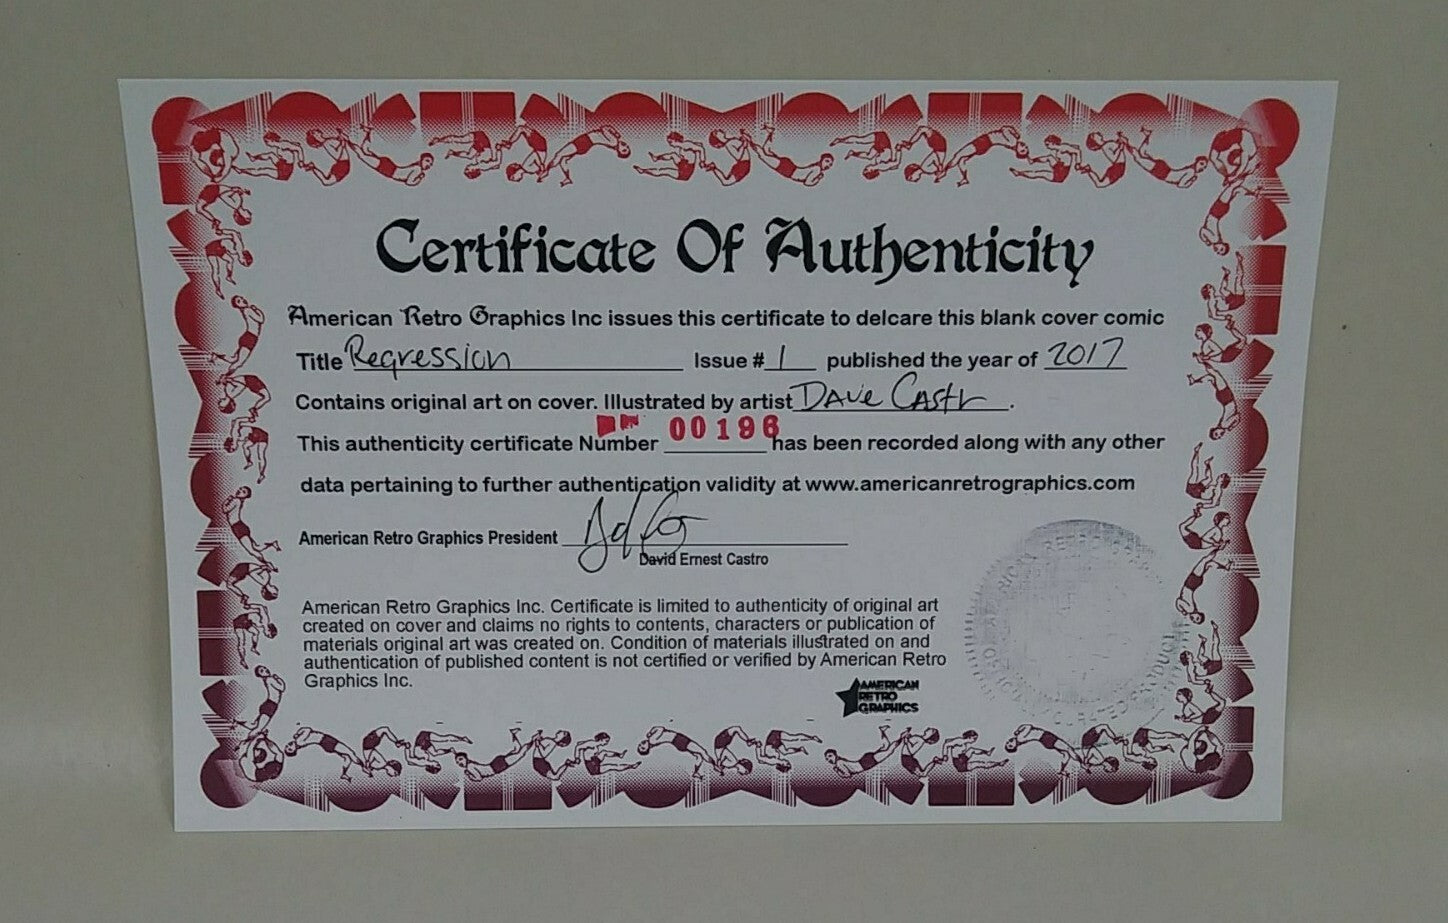 Certificate Of Authenticity
American Retro Graphics Inc issues this certificate to delcare this blank cover comic
Title Regression Issue # 1 published the year of 2017
Contains original art on cover. Illustrated by artist Dave Castr.
This authenticity certificate Number 00196 has been recorded along with any other
data pertaining to further authentication validity at www.americanretrographics.com
American Retro Graphics President
David Ernest Castro
American Retro Graphics Inc. Certificate is limited to authenticity of original art
created on cover and claims no rights to contents, characters or publication of
materials original art was created on. Condition of materials illustrated on and
authentication of published content is not certified or verified by American Retro
Graphics Inc.
AMERICAN
RETRO
GRAPHICS